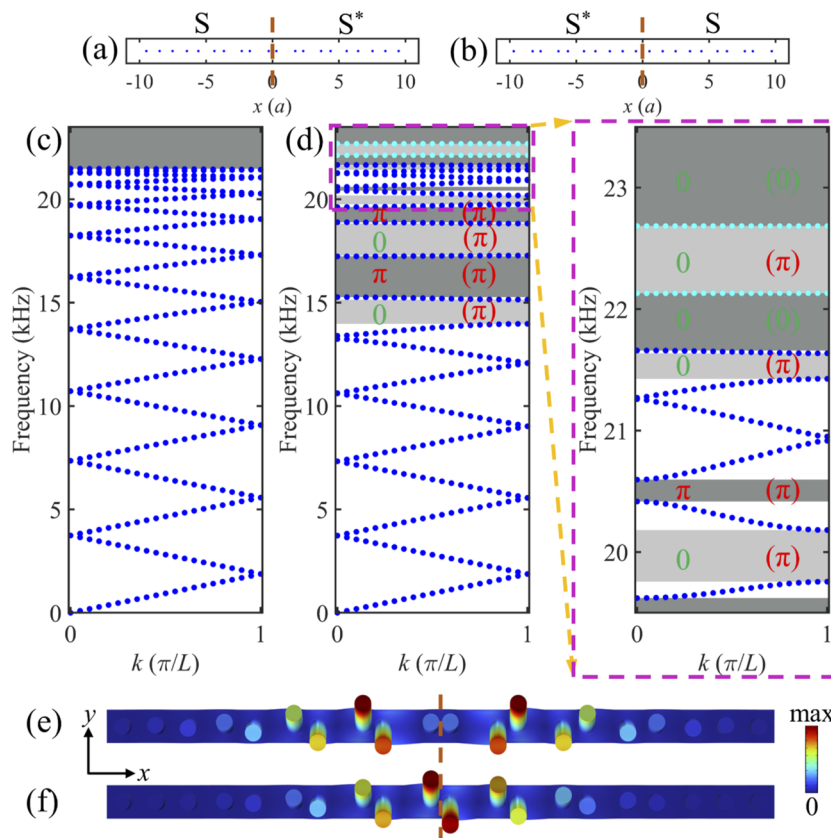 S S*
(a)
-10 -5 0 5 10
x (a)
S* S
(b)
-10 -5 0 5 10
x (a)
(c)
Frequency (kHz)
20
15
10
5
0
0 1
k (π/L)
(d)
Frequency (kHz)
20
15
10
5
0
π (π)
0 (π)
π (π)
0 (π)
0 1
k (π/L)
Frequency (kHz)
23
22
21
20
0 (0)
0 (π)
0 (0)
0 (π)
π (π)
0 (π)
0 1
k (π/L)
(e)
y
x
(f)
max
0